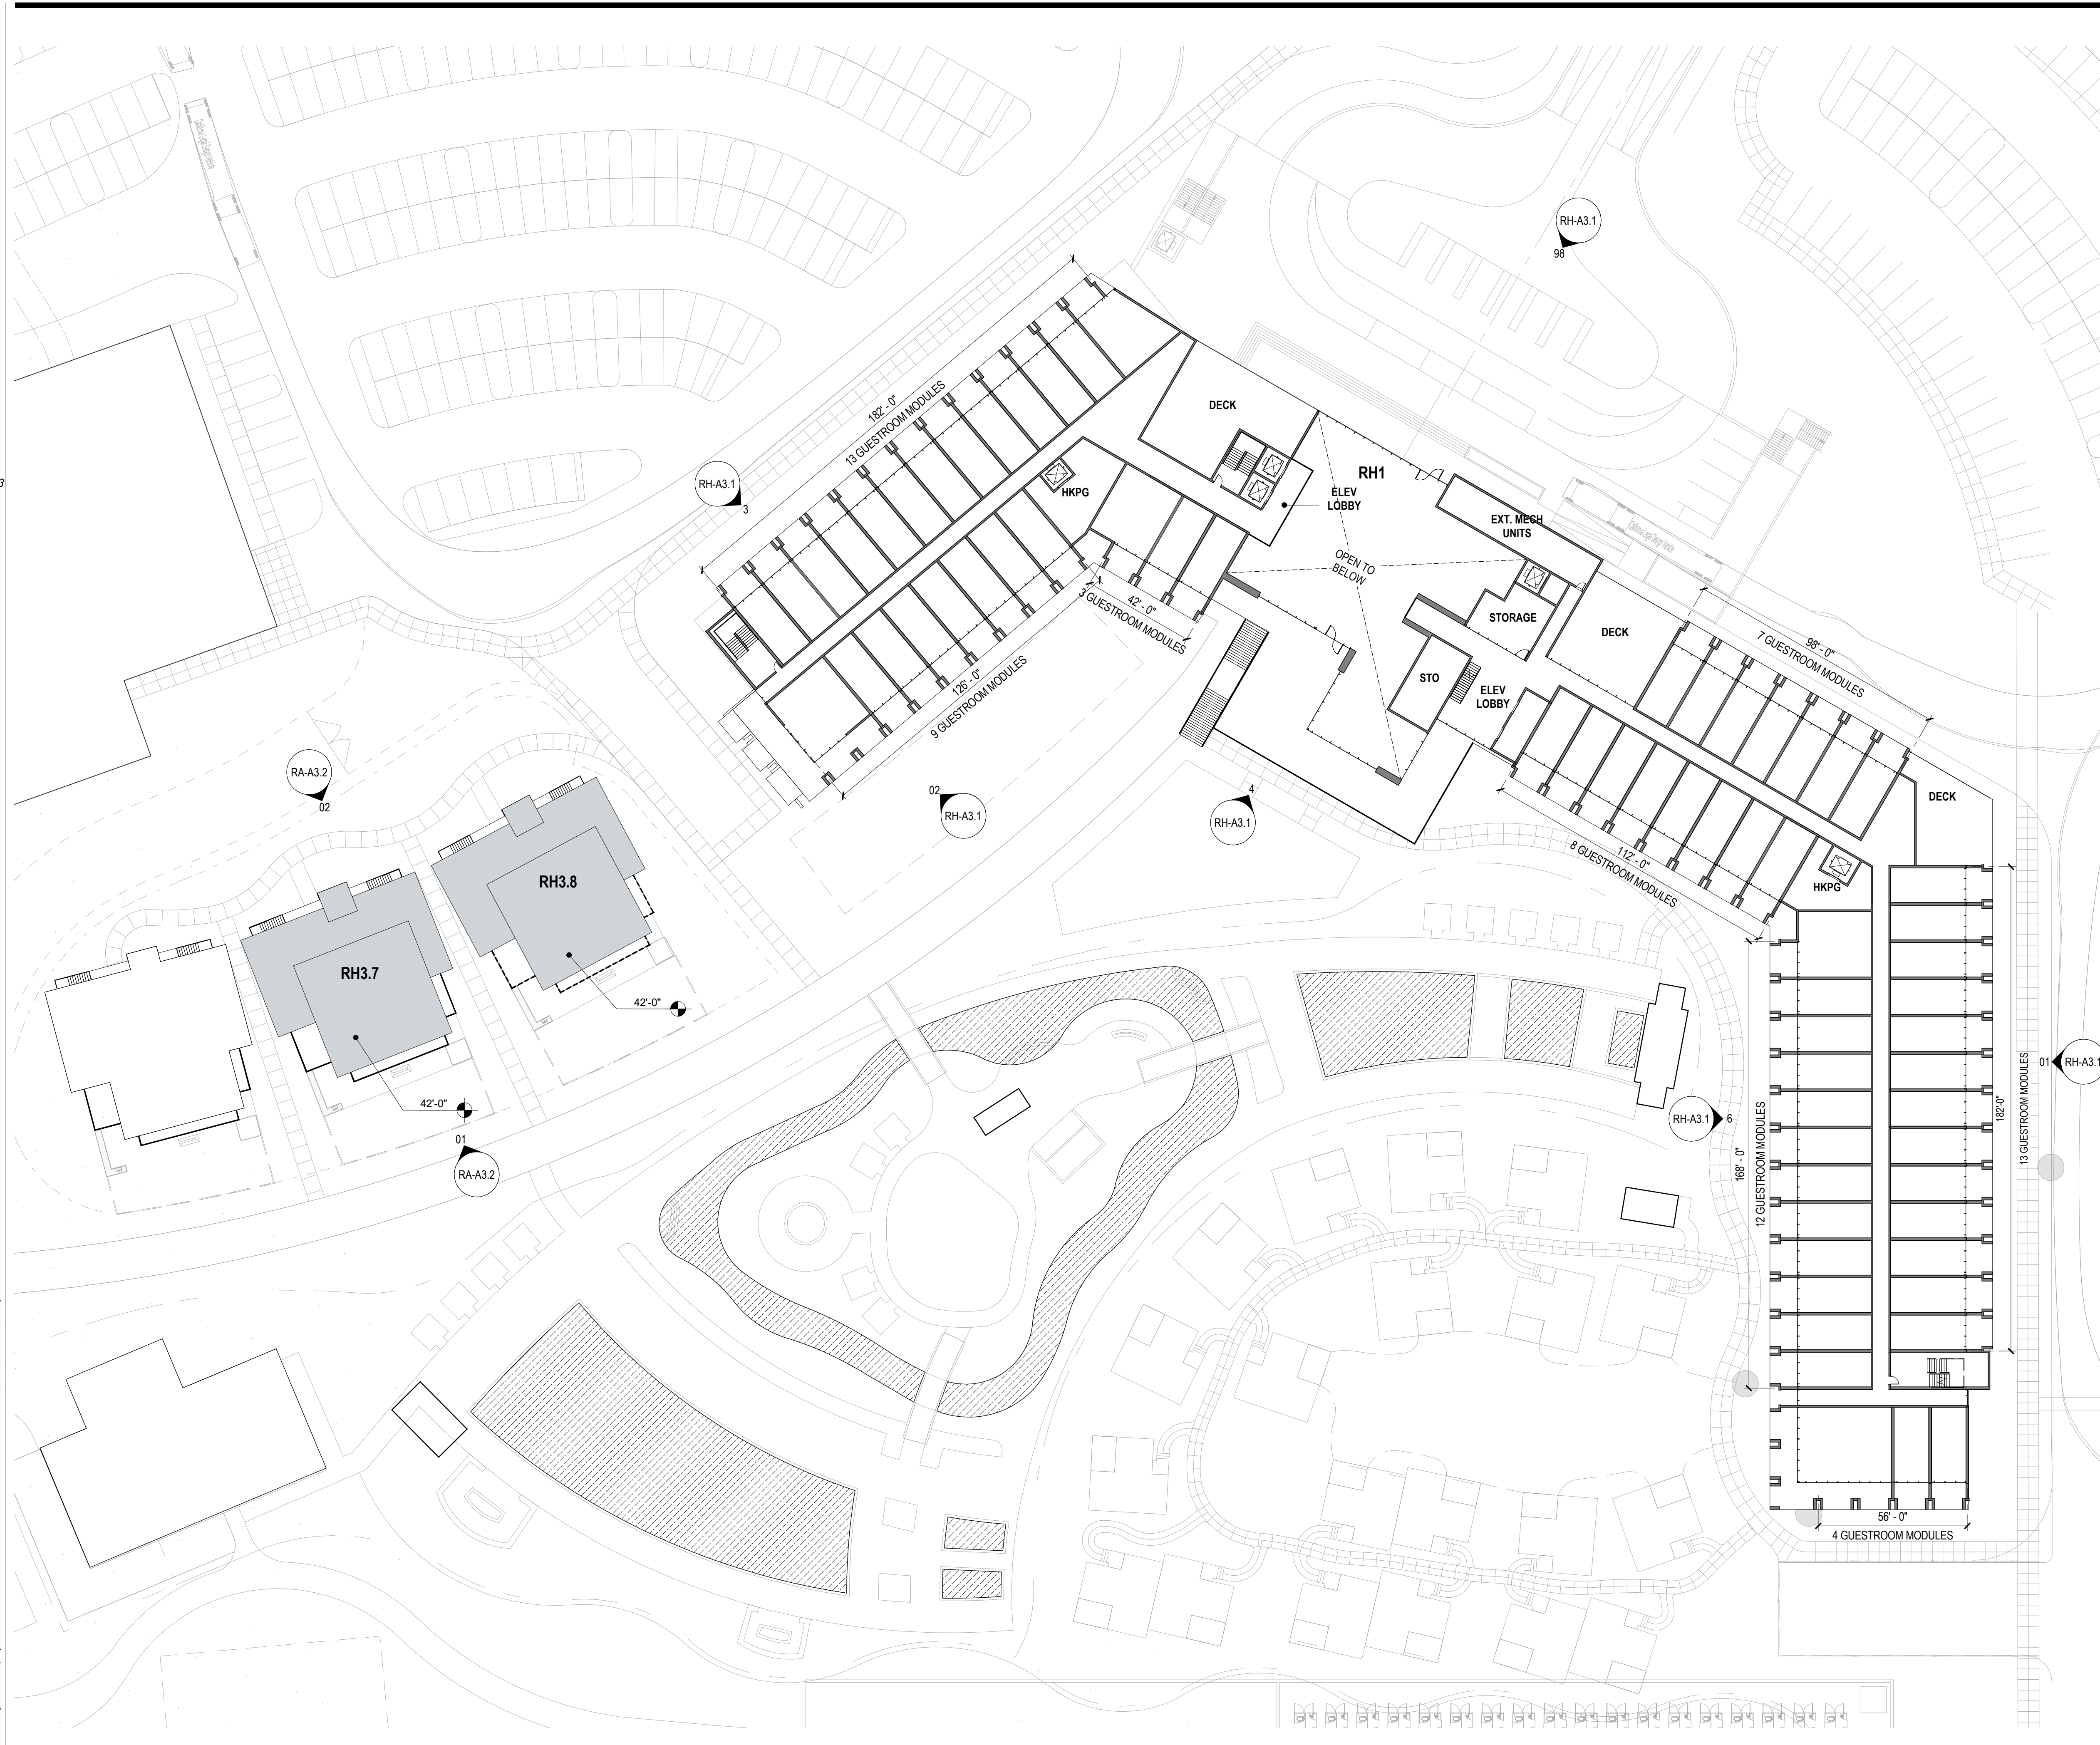 RH-A3.1
98
182' - 0"
13 GUESTROOM MODULES
RH-A3.1
3
DECK
RH1
ELEV
LOBBY
HKPG
EXT. MECH
UNITS
OPEN TO
BELOW
42' - 0"
3 GUESTROOM MODULES
STORAGE
DECK
98' - 0"
7 GUESTROOM MODULES
126' - 0"
9 GUESTROOM MODULES
STO
ELEV
LOBBY
RA-A3.2
02
02
RH-A3.1
4
RH-A3.1
DECK
112' - 0"
8 GUESTROOM MODULES
HKPG
RH3.8
RH3.7
42'-0"
42'-0"
01
RA-A3.2
01
RH-A3.1
RH-A3.1
6
168' - 0"
12 GUESTROOM MODULES
182'-0"
13 GUESTROOM MODULES
56' - 0"
4 GUESTROOM MODULES
3